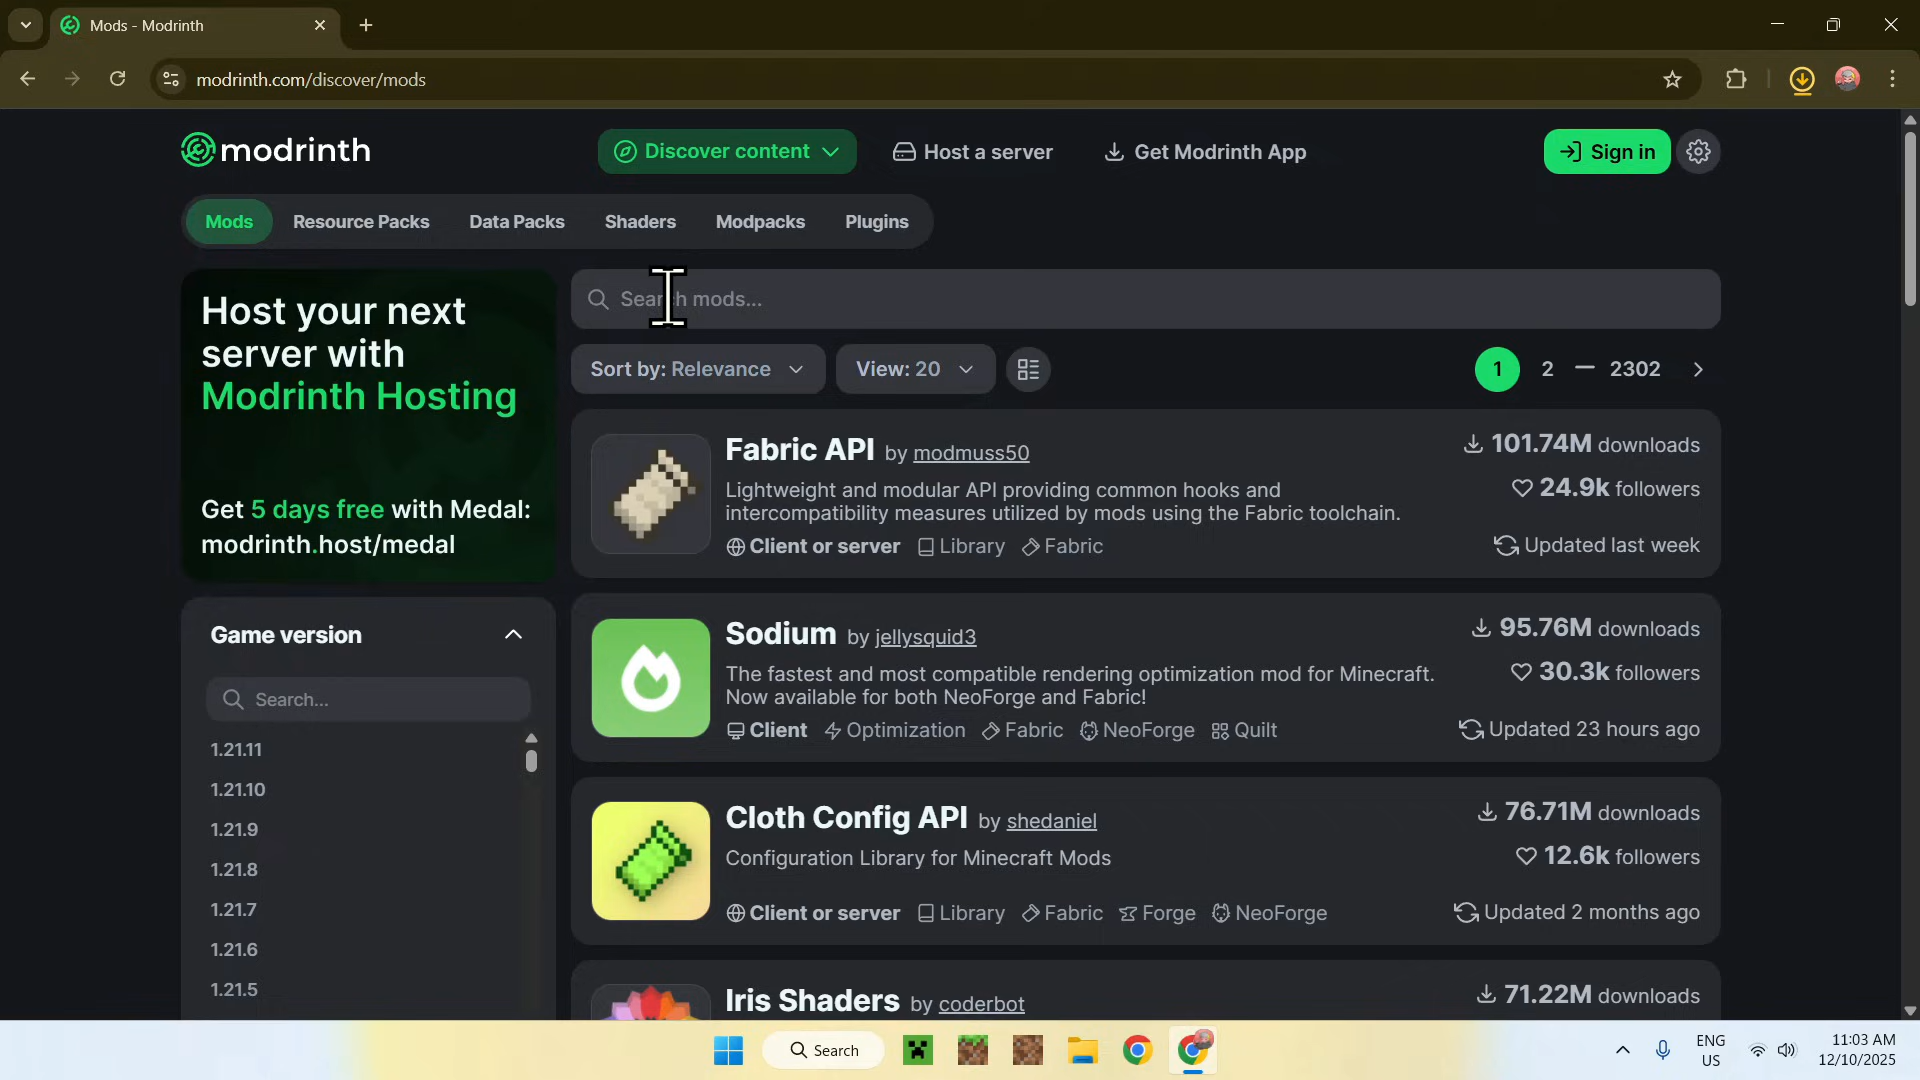 Mods - Modrinth
modrinth.com/discover/mods
modrinth
Discover content
Host a server
Get Modrinth App
Sign in
Mods
Resource Packs
Data Packs
Shaders
Modpacks
Plugins
Host your next
server with
Modrinth Hosting
Get 5 days free with Medal:
modrinth.host/medal
Search mods...
Sort by: Relevance
View: 20
1
2
2302
Game version
Search...
1.21.11
1.21.10
1.21.9
1.21.8
1.21.7
1.21.6
1.21.5
Fabric API by modmuss50
Lightweight and modular API providing common hooks and
intercompatibility measures utilized by mods using the Fabric toolchain.
Client or server Library Fabric
101.74M downloads
24.9k followers
Updated last week
Sodium by jellysquid3
The fastest and most compatible rendering optimization mod for Minecraft.
Now available for both NeoForge and Fabric!
Client Optimization Fabric NeoForge Quilt
95.76M downloads
30.3k followers
Updated 23 hours ago
Cloth Config API by shedaniel
Configuration Library for Minecraft Mods
Client or server Library Fabric Forge NeoForge
76.71M downloads
12.6k followers
Updated 2 months ago
Iris Shaders by coderbot
71.22M downloads
Search
ENG
US
11:03 AM
12/10/2025